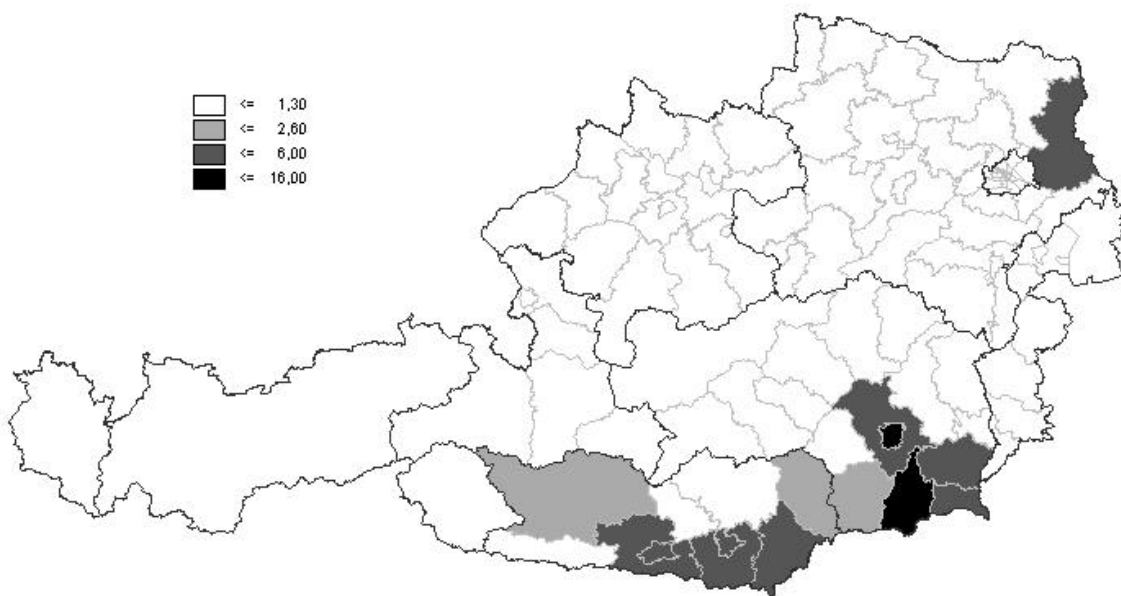 <= 1,30
<= 2,60
<= 6,00
<= 16,00